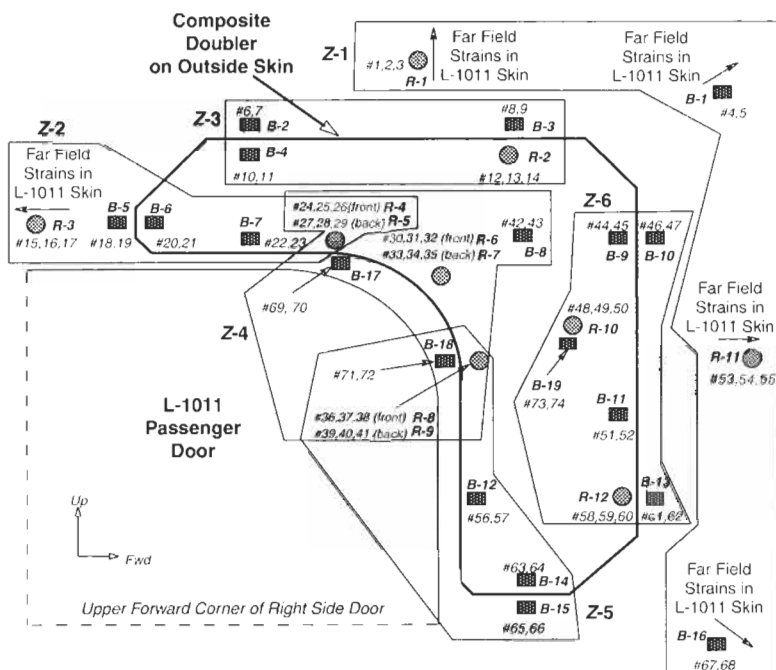 Composite
Doubler
on Outside Skin
Z-1
#1,2,3
R-1
Far Field
Strains in
L-1011 Skin
Far Field
Strains in
L-1011 Skin
B-1
#4,5
Z-2
Far Field
Strains in
L-1011 Skin
R-3
#15,16,17
B-5
#18,19
B-6
#20,21
B-7
#22,23
Z-3
#6,7
B-2
#8,9
B-3
B-4
#10,11
R-2
#12,13,14
#24,25,26(front) R-4
#27,28,29 (back) R-5
#30,31,32 (front) R-6
#33,34,35 (back) R-7
#42,43
B-8
Z-6
#44,45
B-9
#46,47
B-10
B-17
#69, 70
Z-4
#48,49,50
R-10
B-19
#73,74
Far Field
Strains in
L-1011 Skin
R-11
#53,54,55
B-18
#71,72
#36,37,38 (front) R-8
#39,40,41 (back) R-9
B-11
#51,52
L-1011
Passenger
Door
B-12
#56,57
R-12
#58,59,60
B-13
#61,62
Up
Fwd
#63,64
B-14
B-15
#65,66
Z-5
Far Field
Strains in
L-1011 Skin
B-16
#67,68
Upper Forward Corner of Right Side Door